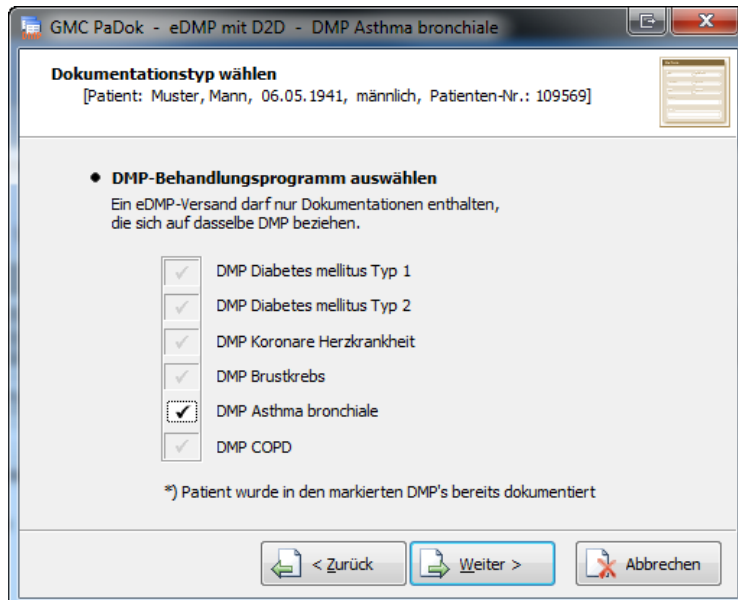 GMC PaDok - eDMP mit D2D - DMP Asthma bronchiale
Dokumentationstyp wählen
[Patient: Muster, Mann, 06.05.1941, männlich, Patienten-Nr.: 109569]
DMP-Behandlungsprogramm auswählen
Ein eDMP-Versand darf nur Dokumentationen enthalten,
die sich auf dasselbe DMP beziehen.
DMP Diabetes mellitus Typ 1
DMP Diabetes mellitus Typ 2
DMP Koronare Herzkrankheit
DMP Brustkrebs
DMP Asthma bronchiale
DMP COPD
*) Patient wurde in den markierten DMP's bereits dokumentiert
< Zurück
Weiter >
Abbrechen